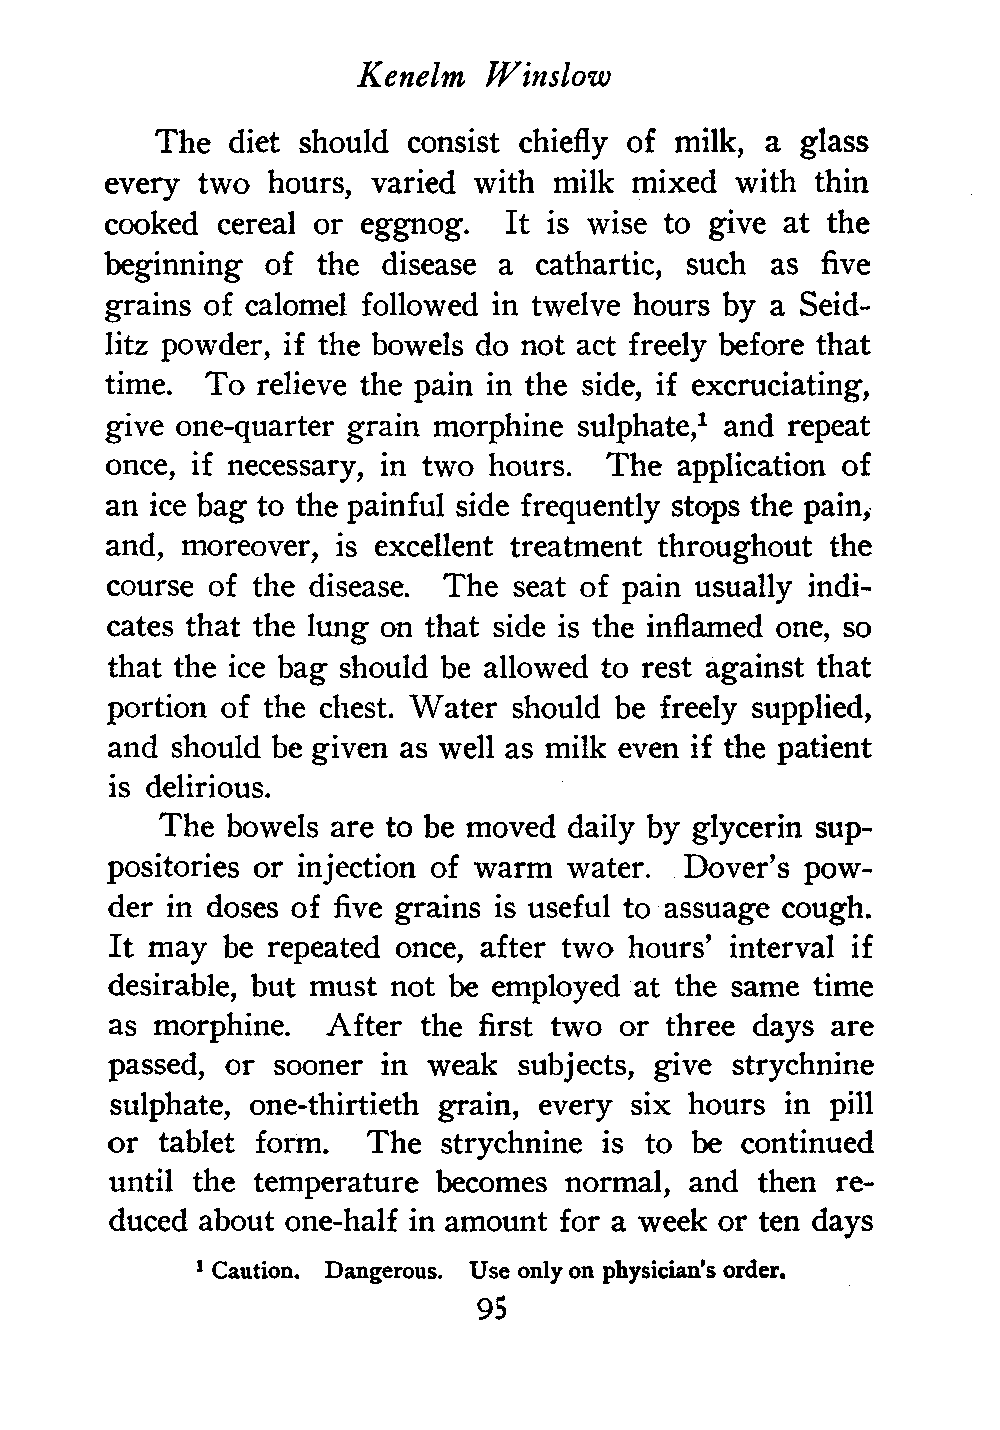 Kenelm Winslow
The diet should consist chiefly of milk, a glass
every two hours, varied with milk mixed with thin
cooked cereal or eggnog. It is wise to give at the
beginning of the disease a cathartic, such as five
grains of calomel followed in twelve hours by a Seid-
litz powder, if the bowels do not act freely before that
time. To relieve the pain in the side, if excruciating,
give one-quarter grain morphine sulphate,¹ and repeat
once, if necessary, in two hours. The application of
an ice bag to the painful side frequently stops the pain,
and, moreover, is excellent treatment throughout the
course of the disease. The seat of pain usually indi-
cates that the lung on that side is the inflamed one, so
that the ice bag should be allowed to rest against that
portion of the chest. Water should be freely supplied,
and should be given as well as milk even if the patient
is delirious.
The bowels are to be moved daily by glycerin sup-
positories or injection of warm water. Dover's pow-
der in doses of five grains is useful to assuage cough.
It may be repeated once, after two hours' interval if
desirable, but must not be employed at the same time
as morphine. After the first two or three days are
passed, or sooner in weak subjects, give strychnine
sulphate, one-thirtieth grain, every six hours in pill
or tablet form. The strychnine is to be continued
until the temperature becomes normal, and then re-
duced about one-half in amount for a week or ten days
¹ Caution. Dangerous. Use only on physician's order.
95